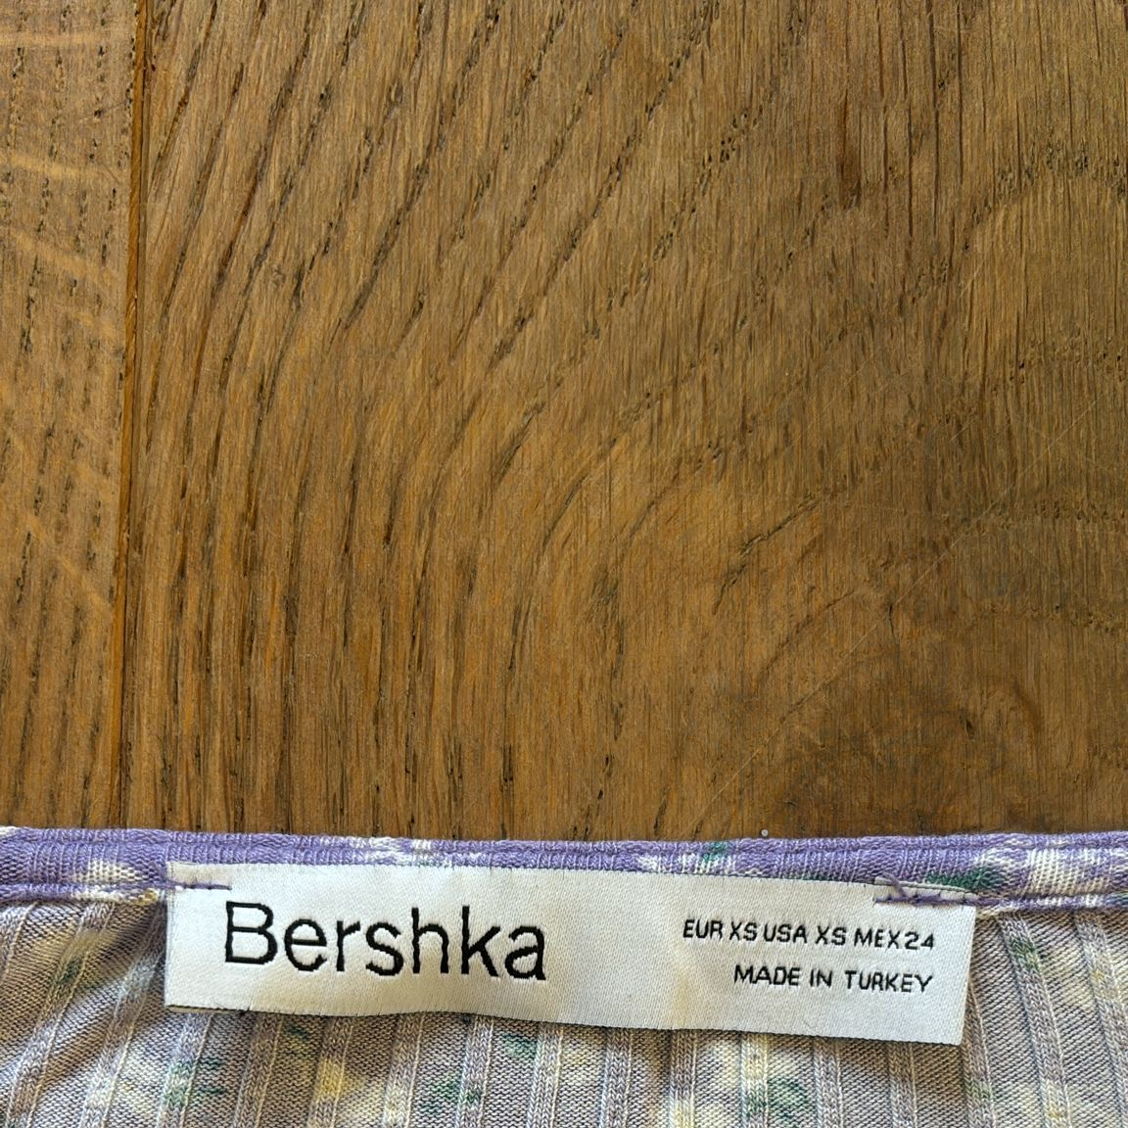 Bershka
EUR XS USA XS MEX 24
MADE IN TURKEY